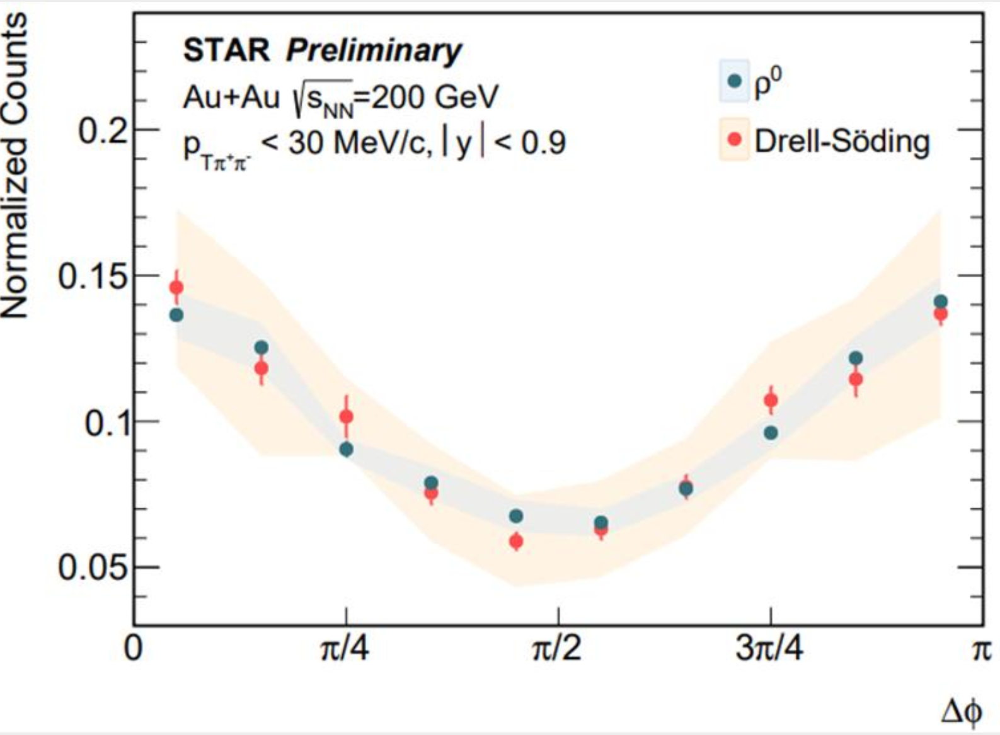 Normalized Counts
STAR Preliminary
Au+Au √sNN=200 GeV
pTπ+π- < 30 MeV/c, | y | < 0.9
ρ0
Drell-Söding
0.2
0.15
0.1
0.05
0 π/4 π/2 3π/4 π
Δϕ